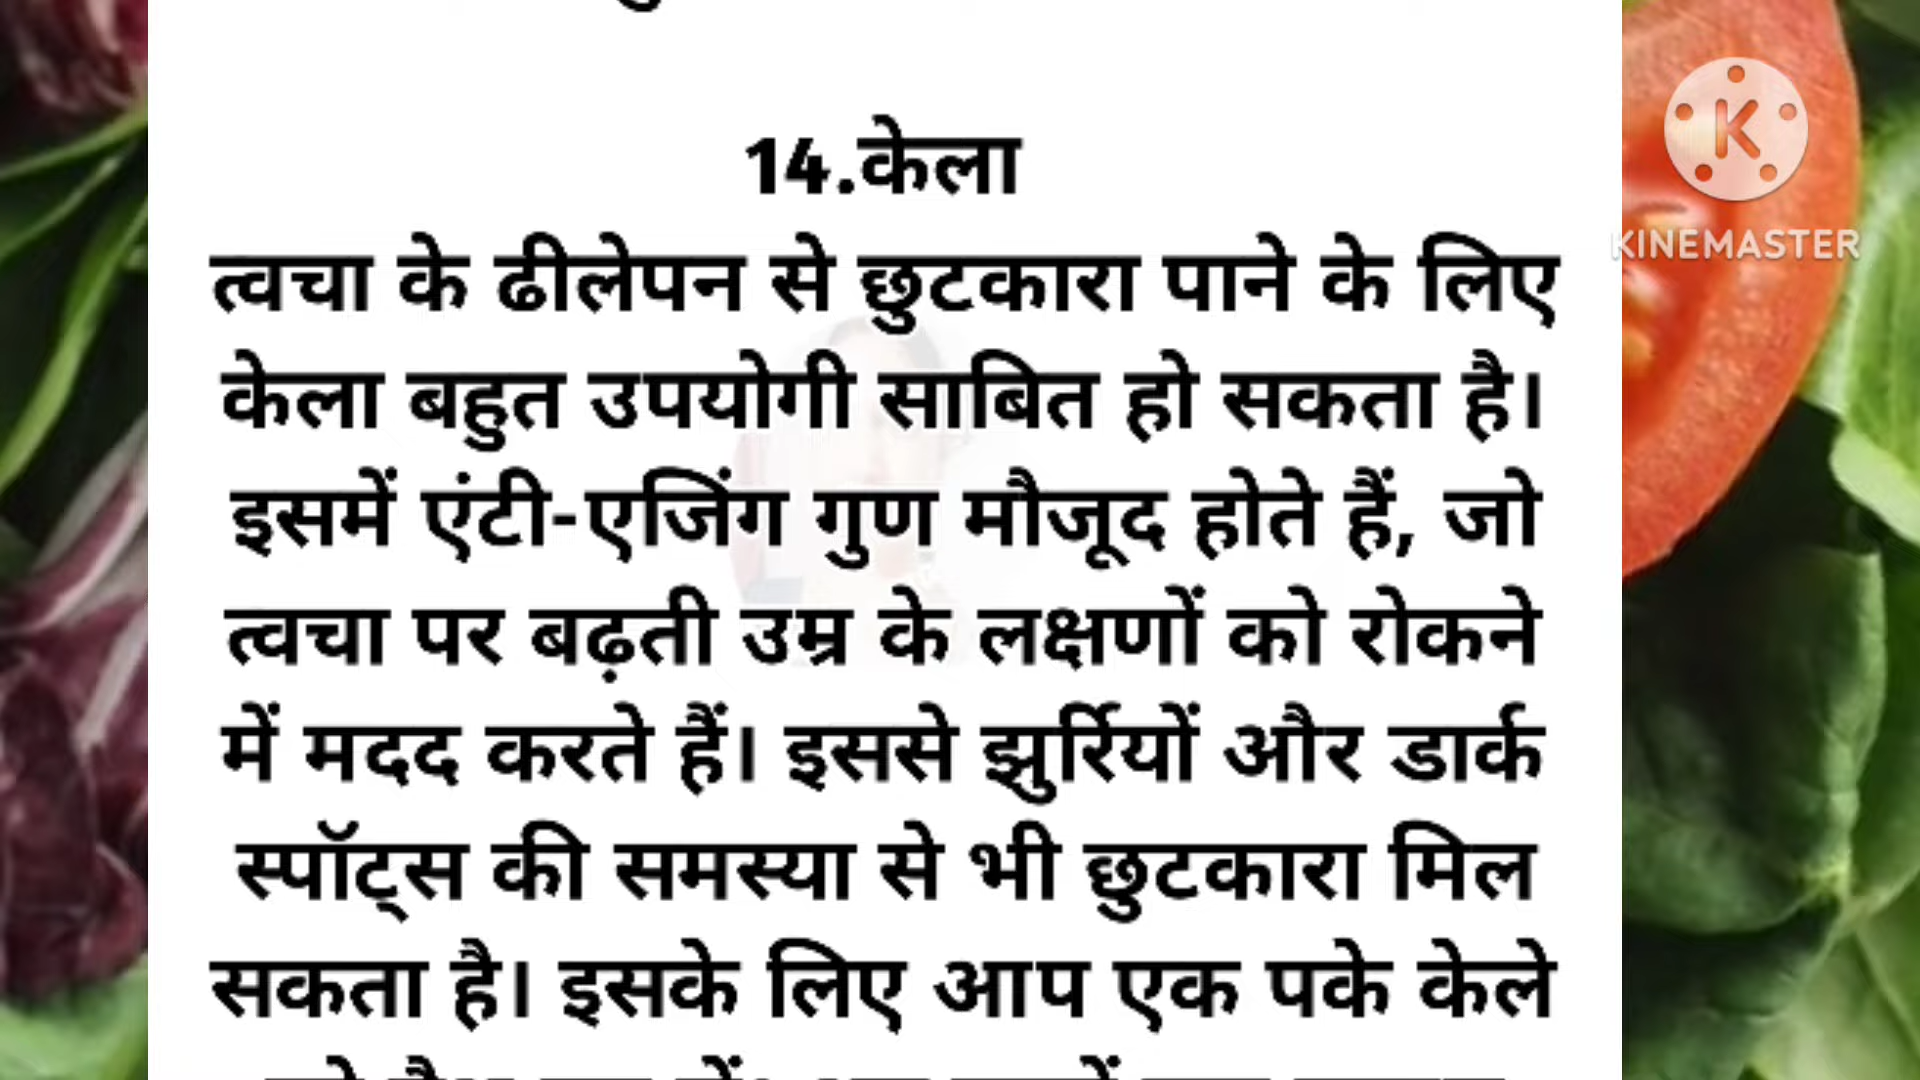 14.केला
त्वचा के ढीलेपन से छुटकारा पाने के लिए
केला बहुत उपयोगी साबित हो सकता है।
इसमें एंटी-एजिंग गुण मौजूद होते हैं, जो
त्वचा पर बढ़ती उम्र के लक्षणों को रोकने
में मदद करते हैं। इससे झुर्रियों और डार्क
स्पॉट्स की समस्या से भी छुटकारा मिल
सकता है। इसके लिए आप एक पके केले
K
KINEMASTER